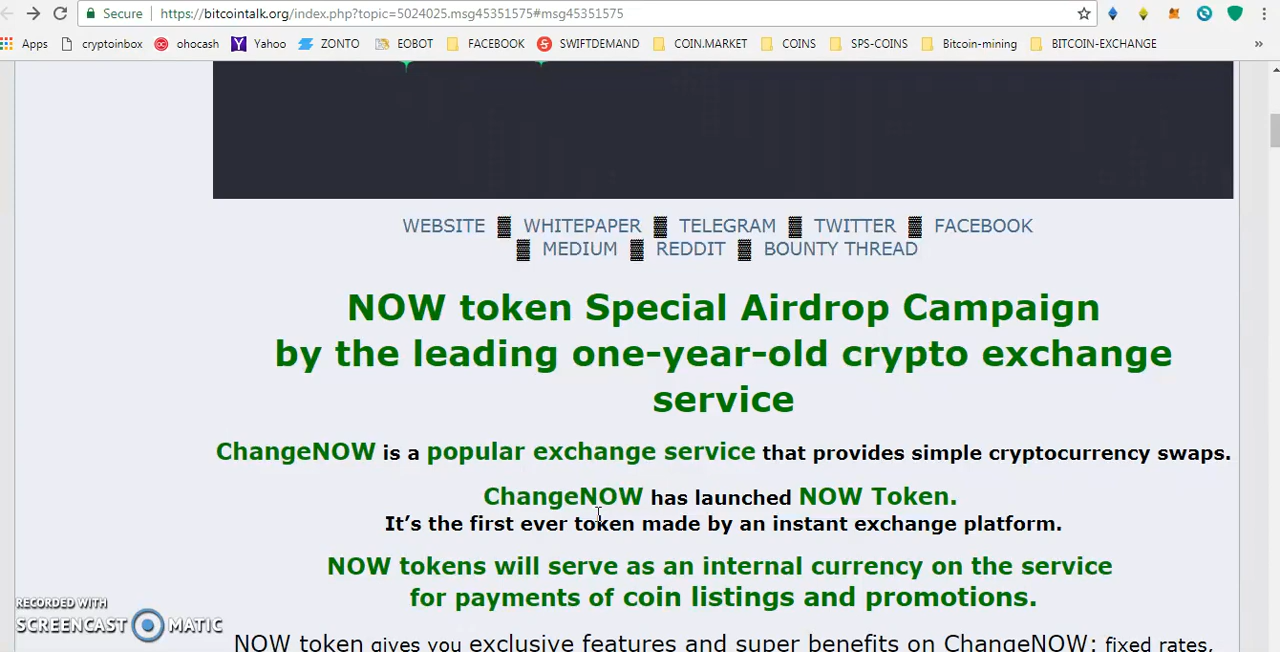 Secure https://bitcointalk.org/index.php?topic=5024025.msg45351575#msg45351575
Apps cryptoinbox ohocash Yahoo ZONTO EOBOT FACEBOOK SWIFTDEMAND COIN.MARKET COINS SPS-COINS Bitcoin-mining BITCOIN-EXCHANGE »
WEBSITE ▓ WHITEPAPER ▓ TELEGRAM ▓ TWITTER ▓ FACEBOOK
▓ MEDIUM ▓ REDDIT ▓ BOUNTY THREAD
NOW token Special Airdrop Campaign
by the leading one-year-old crypto exchange
service
ChangeNOW is a popular exchange service that provides simple cryptocurrency swaps.
ChangeNOW has launched NOW Token.
It’s the first ever token made by an instant exchange platform.
NOW tokens will serve as an internal currency on the service
for payments of coin listings and promotions.
NOW token gives you exclusive features and super benefits on ChangeNOW: fixed rates,
RECORDED WITH
SCREENCAST MATIC